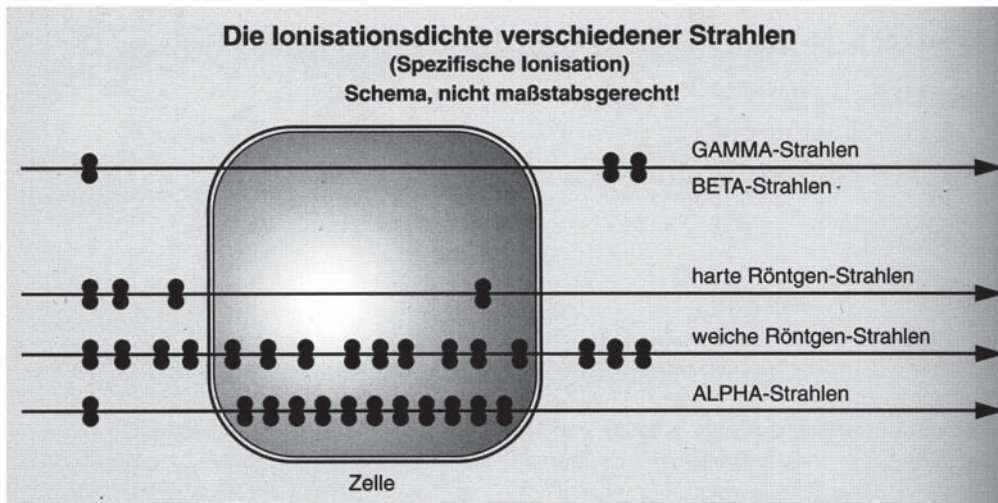 Die Ionisationsdichte verschiedener Strahlen
(Spezifische Ionisation)
Schema, nicht maßstabsgerecht!
GAMMA-Strahlen
BETA-Strahlen
harte Röntgen-Strahlen
weiche Röntgen-Strahlen
ALPHA-Strahlen
Zelle